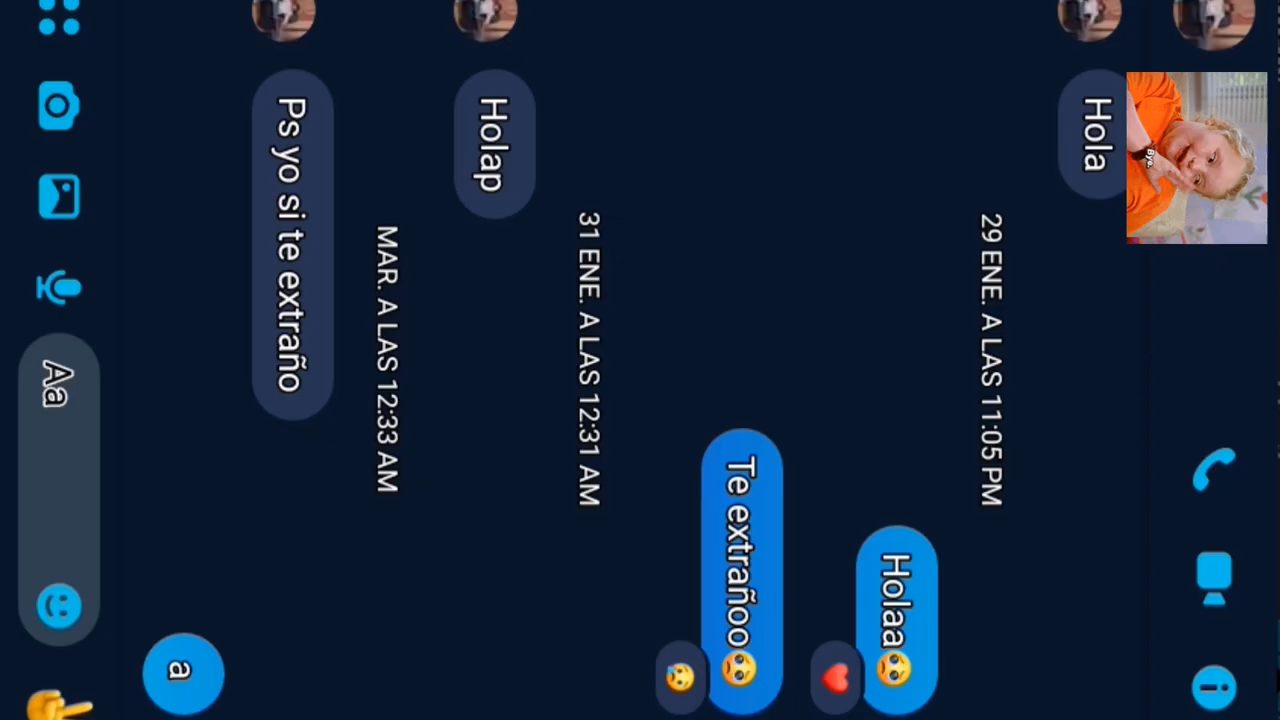 Hola
Bye.
29 ENE. A LAS 11:05 PM
Holaa🥺
Te extrañoo🥺
31 ENE. A LAS 12:31 AM
Holap
MAR. A LAS 12:33 AM
Ps yo si te extraño
a
Aa